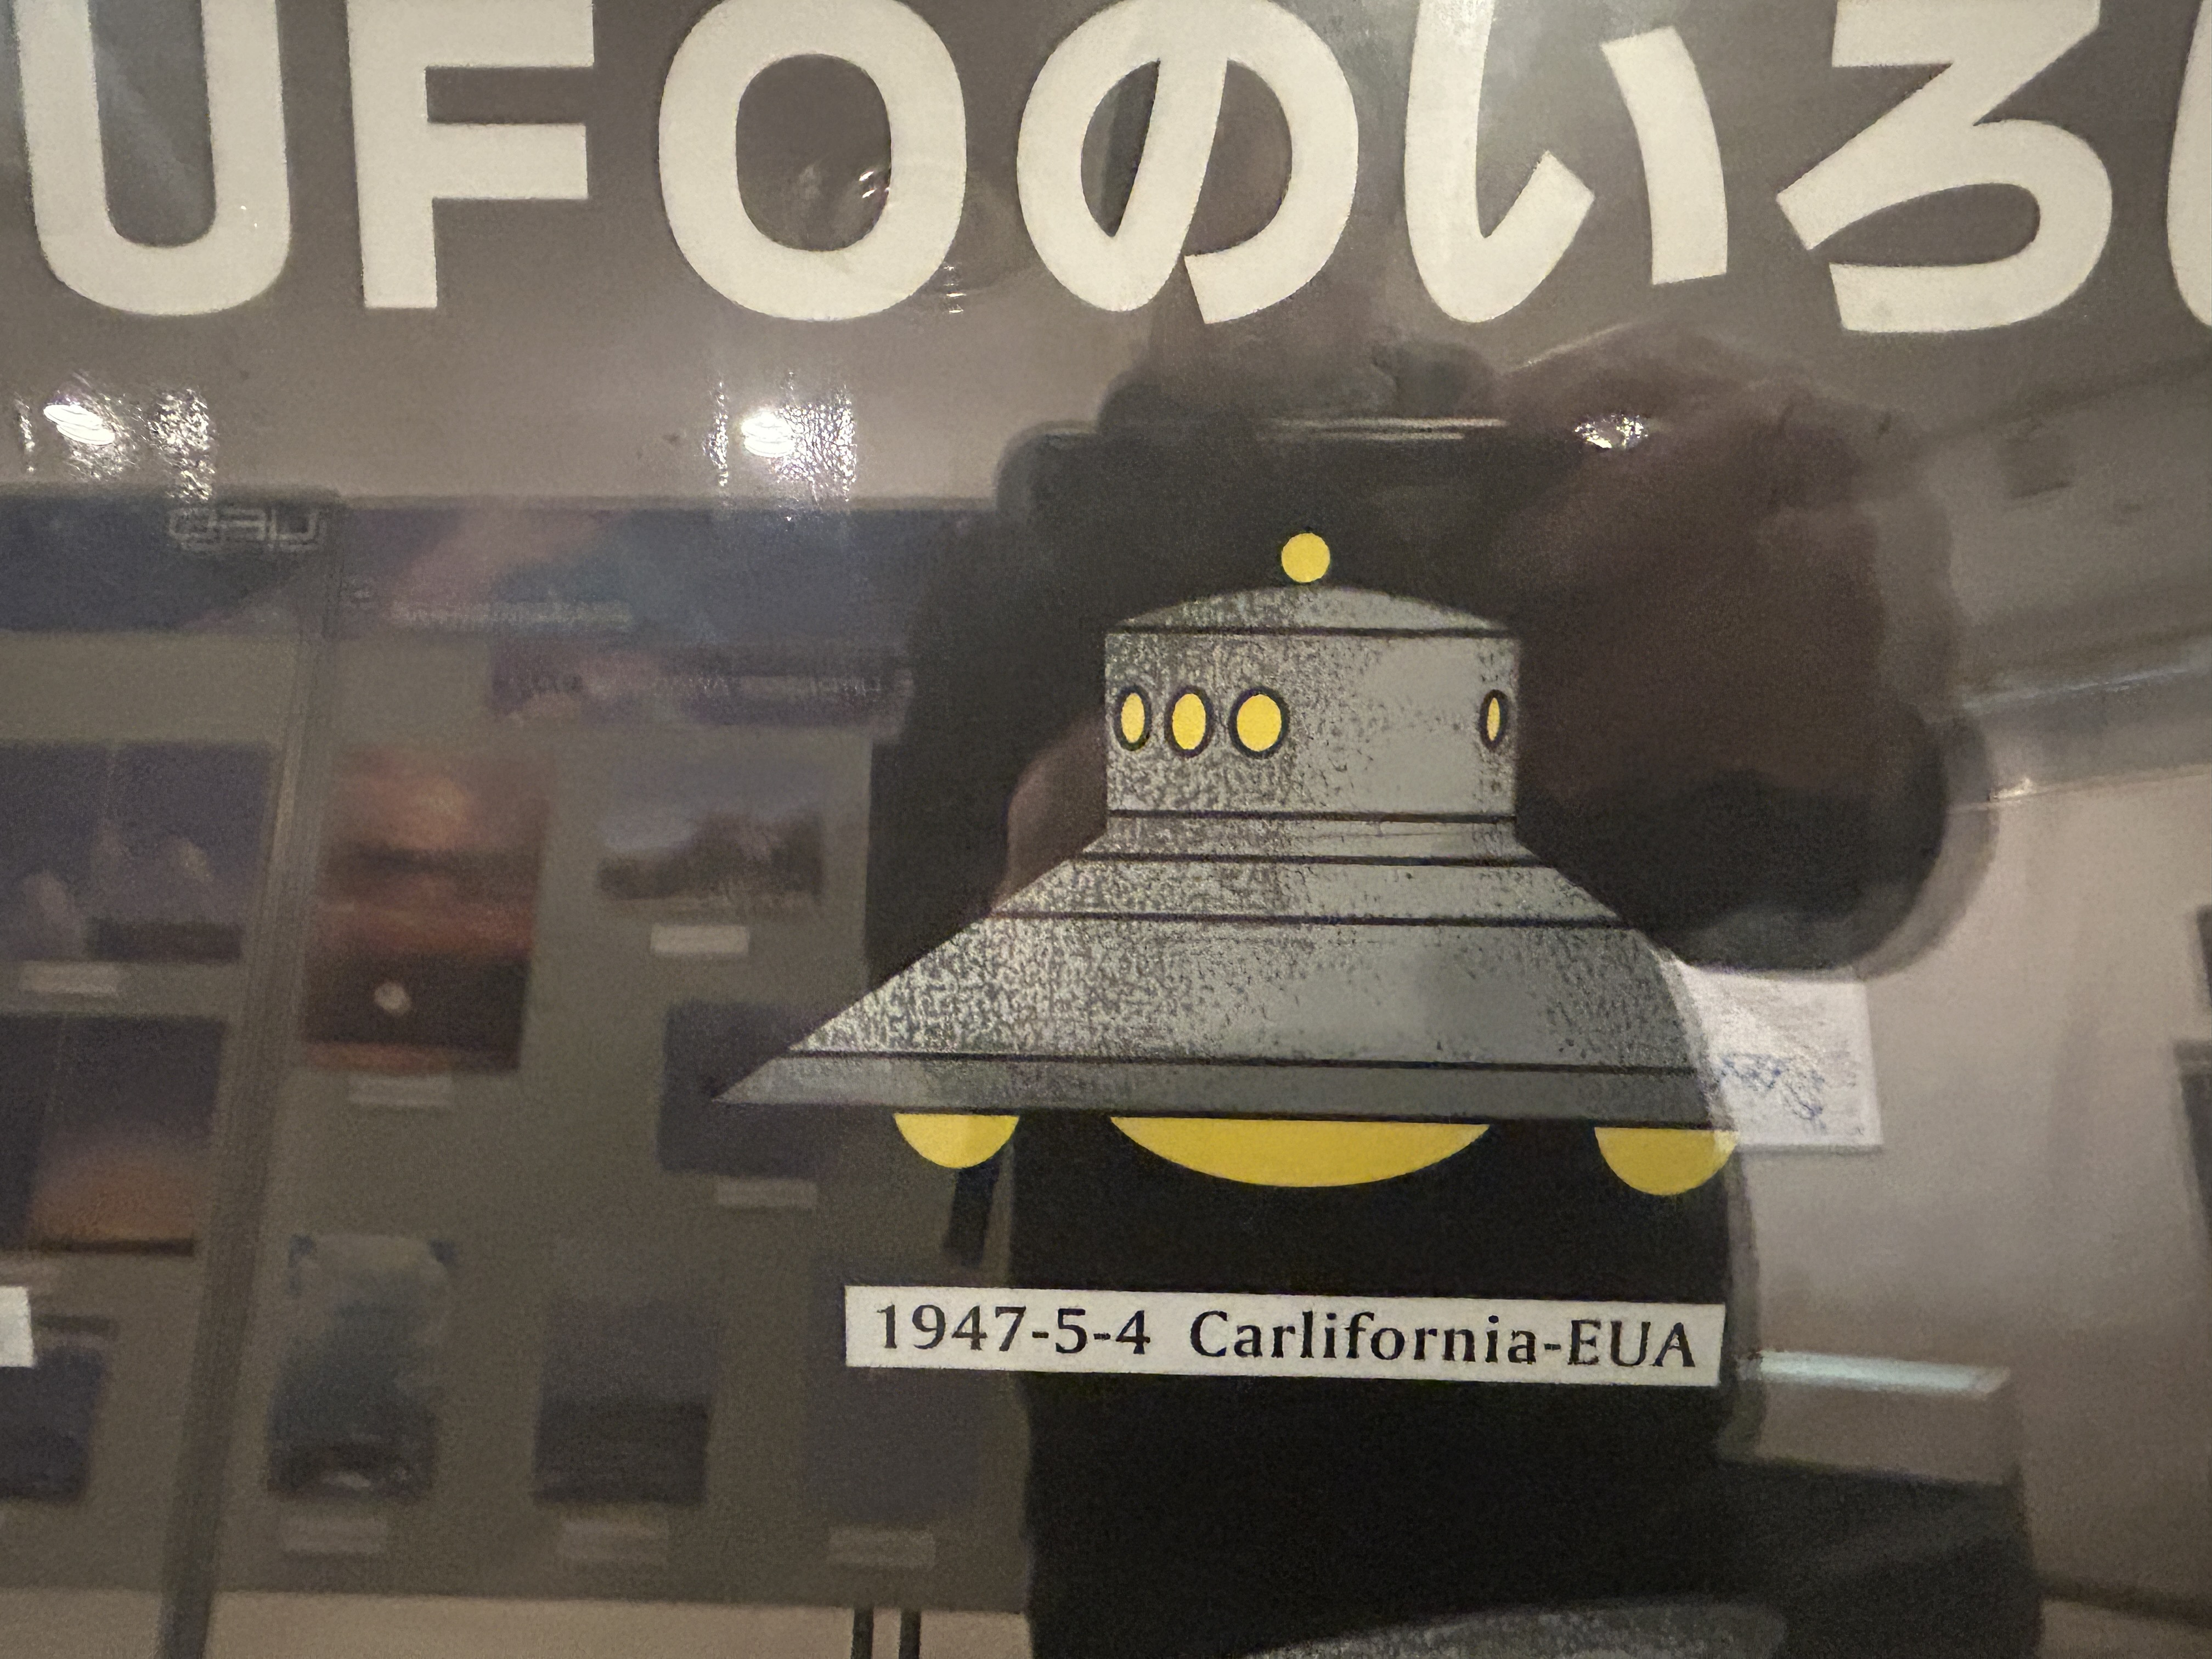 UFOのいろ
1947-5-4 Carlifornia-EUA